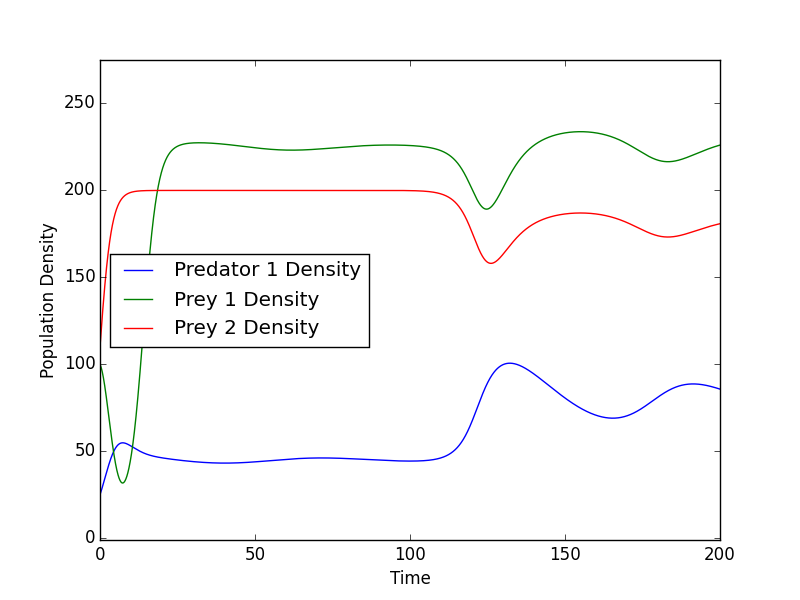 250
200
150
100
50
0
Population Density
Predator 1 Density
Prey 1 Density
Prey 2 Density
0 50 100 150 200
Time